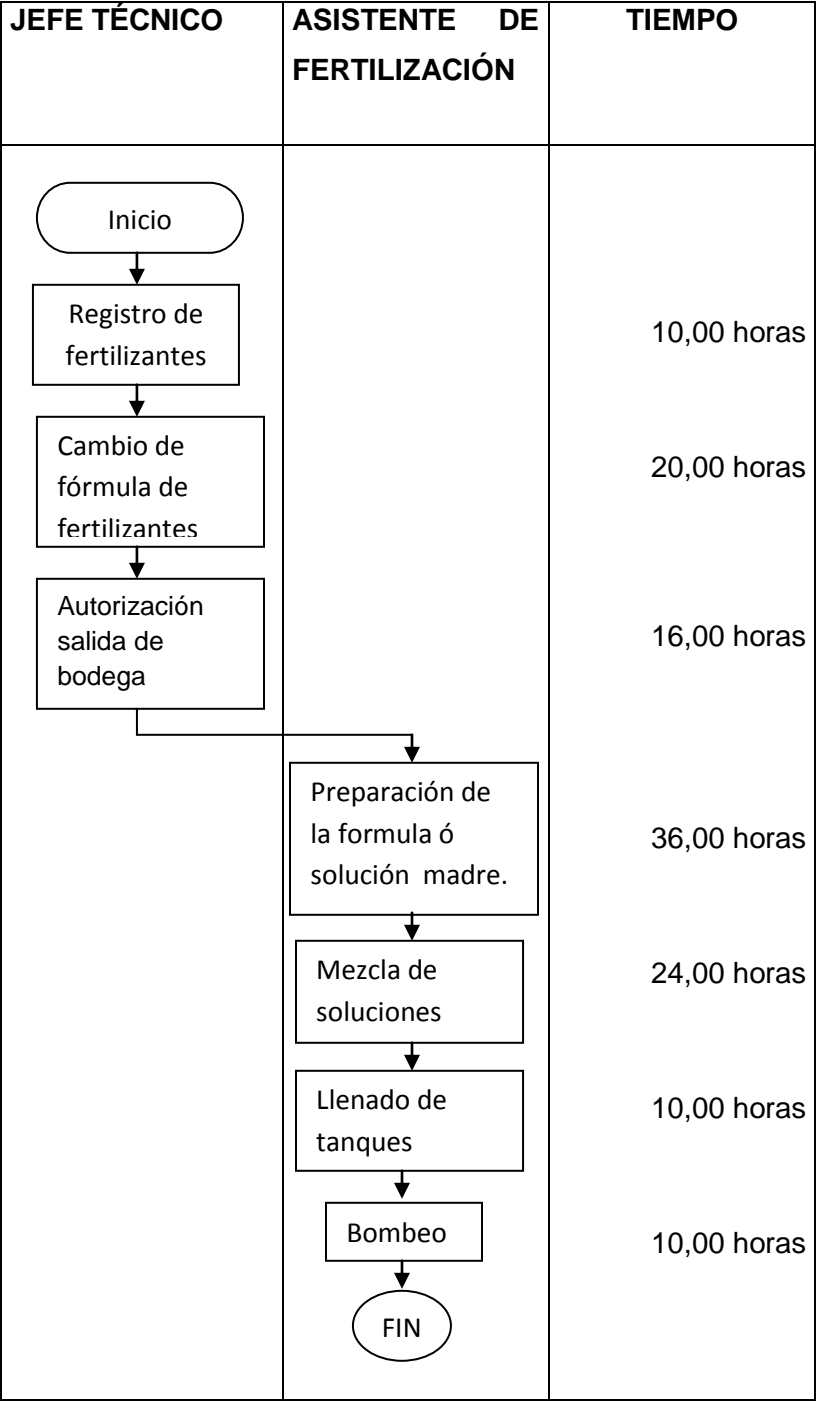 JEFE TÉCNICO
ASISTENTE DE
FERTILIZACIÓN
TIEMPO
Inicio
Registro de
fertilizantes
10,00 horas
Cambio de
fórmula de
fertilizantes
20,00 horas
Autorización
salida de
bodega
16,00 horas
Preparación de
la formula ó
solución madre.
36,00 horas
Mezcla de
soluciones
24,00 horas
Llenado de
tanques
10,00 horas
Bombeo
10,00 horas
FIN